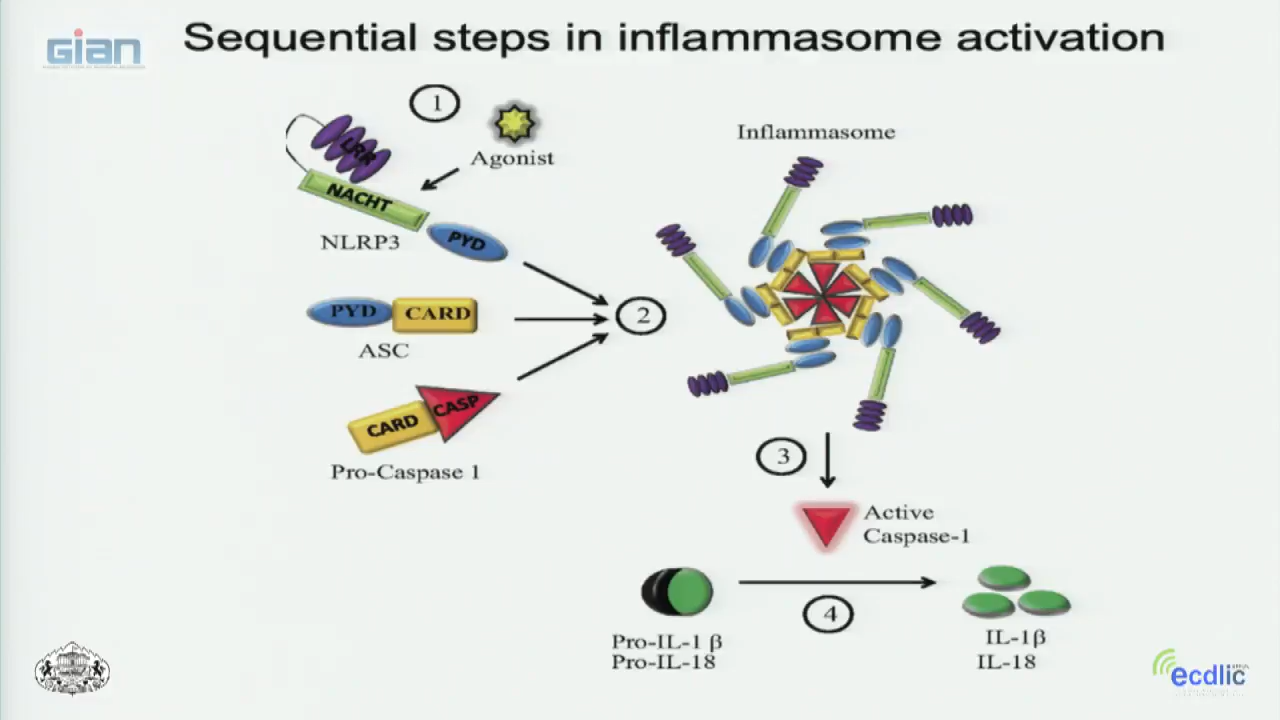 Gian
Sequential steps in inflammasome activation
1
Agonist
LRR
NACHT
NLRP3
PYD
PYD
CARD
ASC
CARD
CASP
Pro-Caspase 1
2
Inflammasome
3
Active
Caspase-1
4
Pro-IL-1 β
Pro-IL-18
IL-1β
IL-18
ecdlic